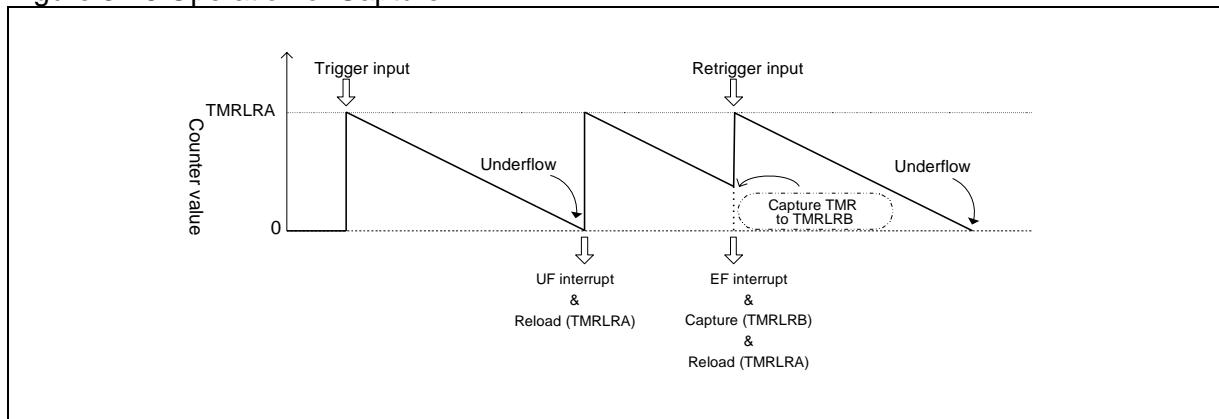 Trigger input
Retrigger input
TMRLRA
Counter value
Underflow
Underflow
Capture TMR
to TMRLRB
0
UF interrupt
&
Reload (TMRLRA)
EF interrupt
&
Capture (TMRLRB)
&
Reload (TMRLRA)